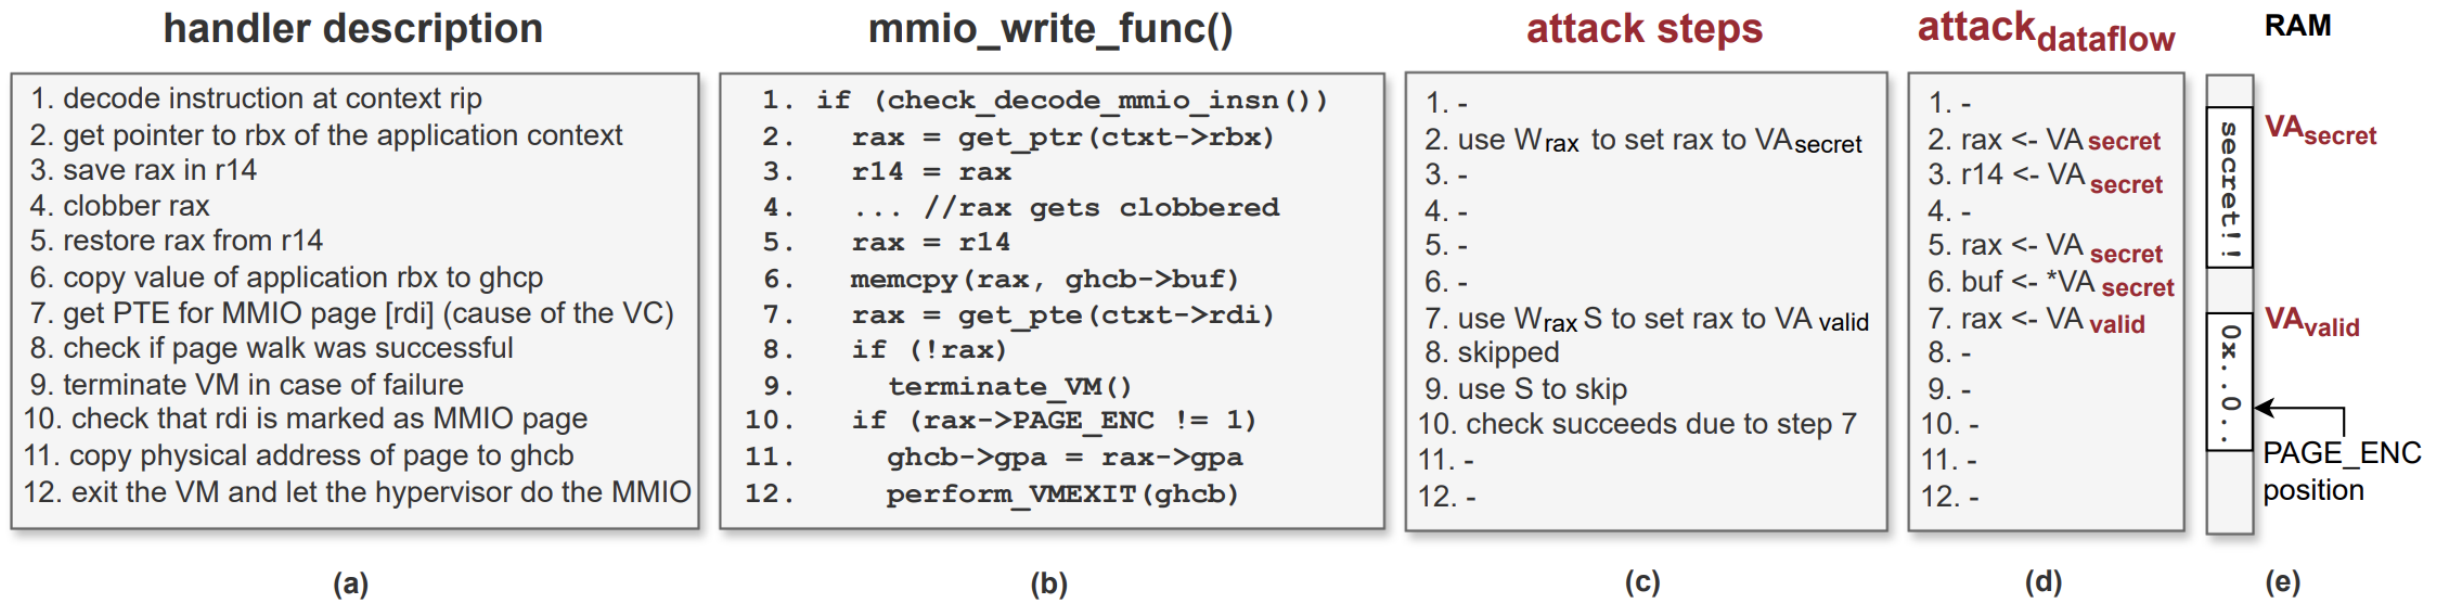 handler description
1. decode instruction at context rip
2. get pointer to rbx of the application context
3. save rax in r14
4. clobber rax
5. restore rax from r14
6. copy value of application rbx to ghcp
7. get PTE for MMIO page [rdi] (cause of the VC)
8. check if page walk was successful
9. terminate VM in case of failure
10. check that rdi is marked as MMIO page
11. copy physical address of page to ghcb
12. exit the VM and let the hypervisor do the MMIO
(a)
mmio_write_func()
1. if (check_decode_mmio_insn())
2. rax = get_ptr(ctxt->rbx)
3. r14 = rax
4. ... //rax gets clobbered
5. rax = r14
6. memcpy(rax, ghcb->buf)
7. rax = get_pte(ctxt->rdi)
8. if (!rax)
9. terminate_VM()
10. if (rax->PAGE_ENC != 1)
11. ghcb->gpa = rax->gpa
12. perform_VMEXIT(ghcb)
(b)
attack steps
1. -
2. use Wrax to set rax to VAsecret
3. -
4. -
5. -
6. -
7. use WraxS to set rax to VA valid
8. skipped
9. use S to skip
10. check succeeds due to step 7
11. -
12. -
(c)
attackdataflow
1. -
2. rax <- VA secret
3. r14 <- VA secret
4. -
5. rax <- VA secret
6. buf <- *VA secret
7. rax <- VA valid
8. -
9. -
10. -
11. -
12. -
(d)
RAM
secret!!
VAsecret
0x...0..
VAvalid
PAGE_ENC
position
(e)